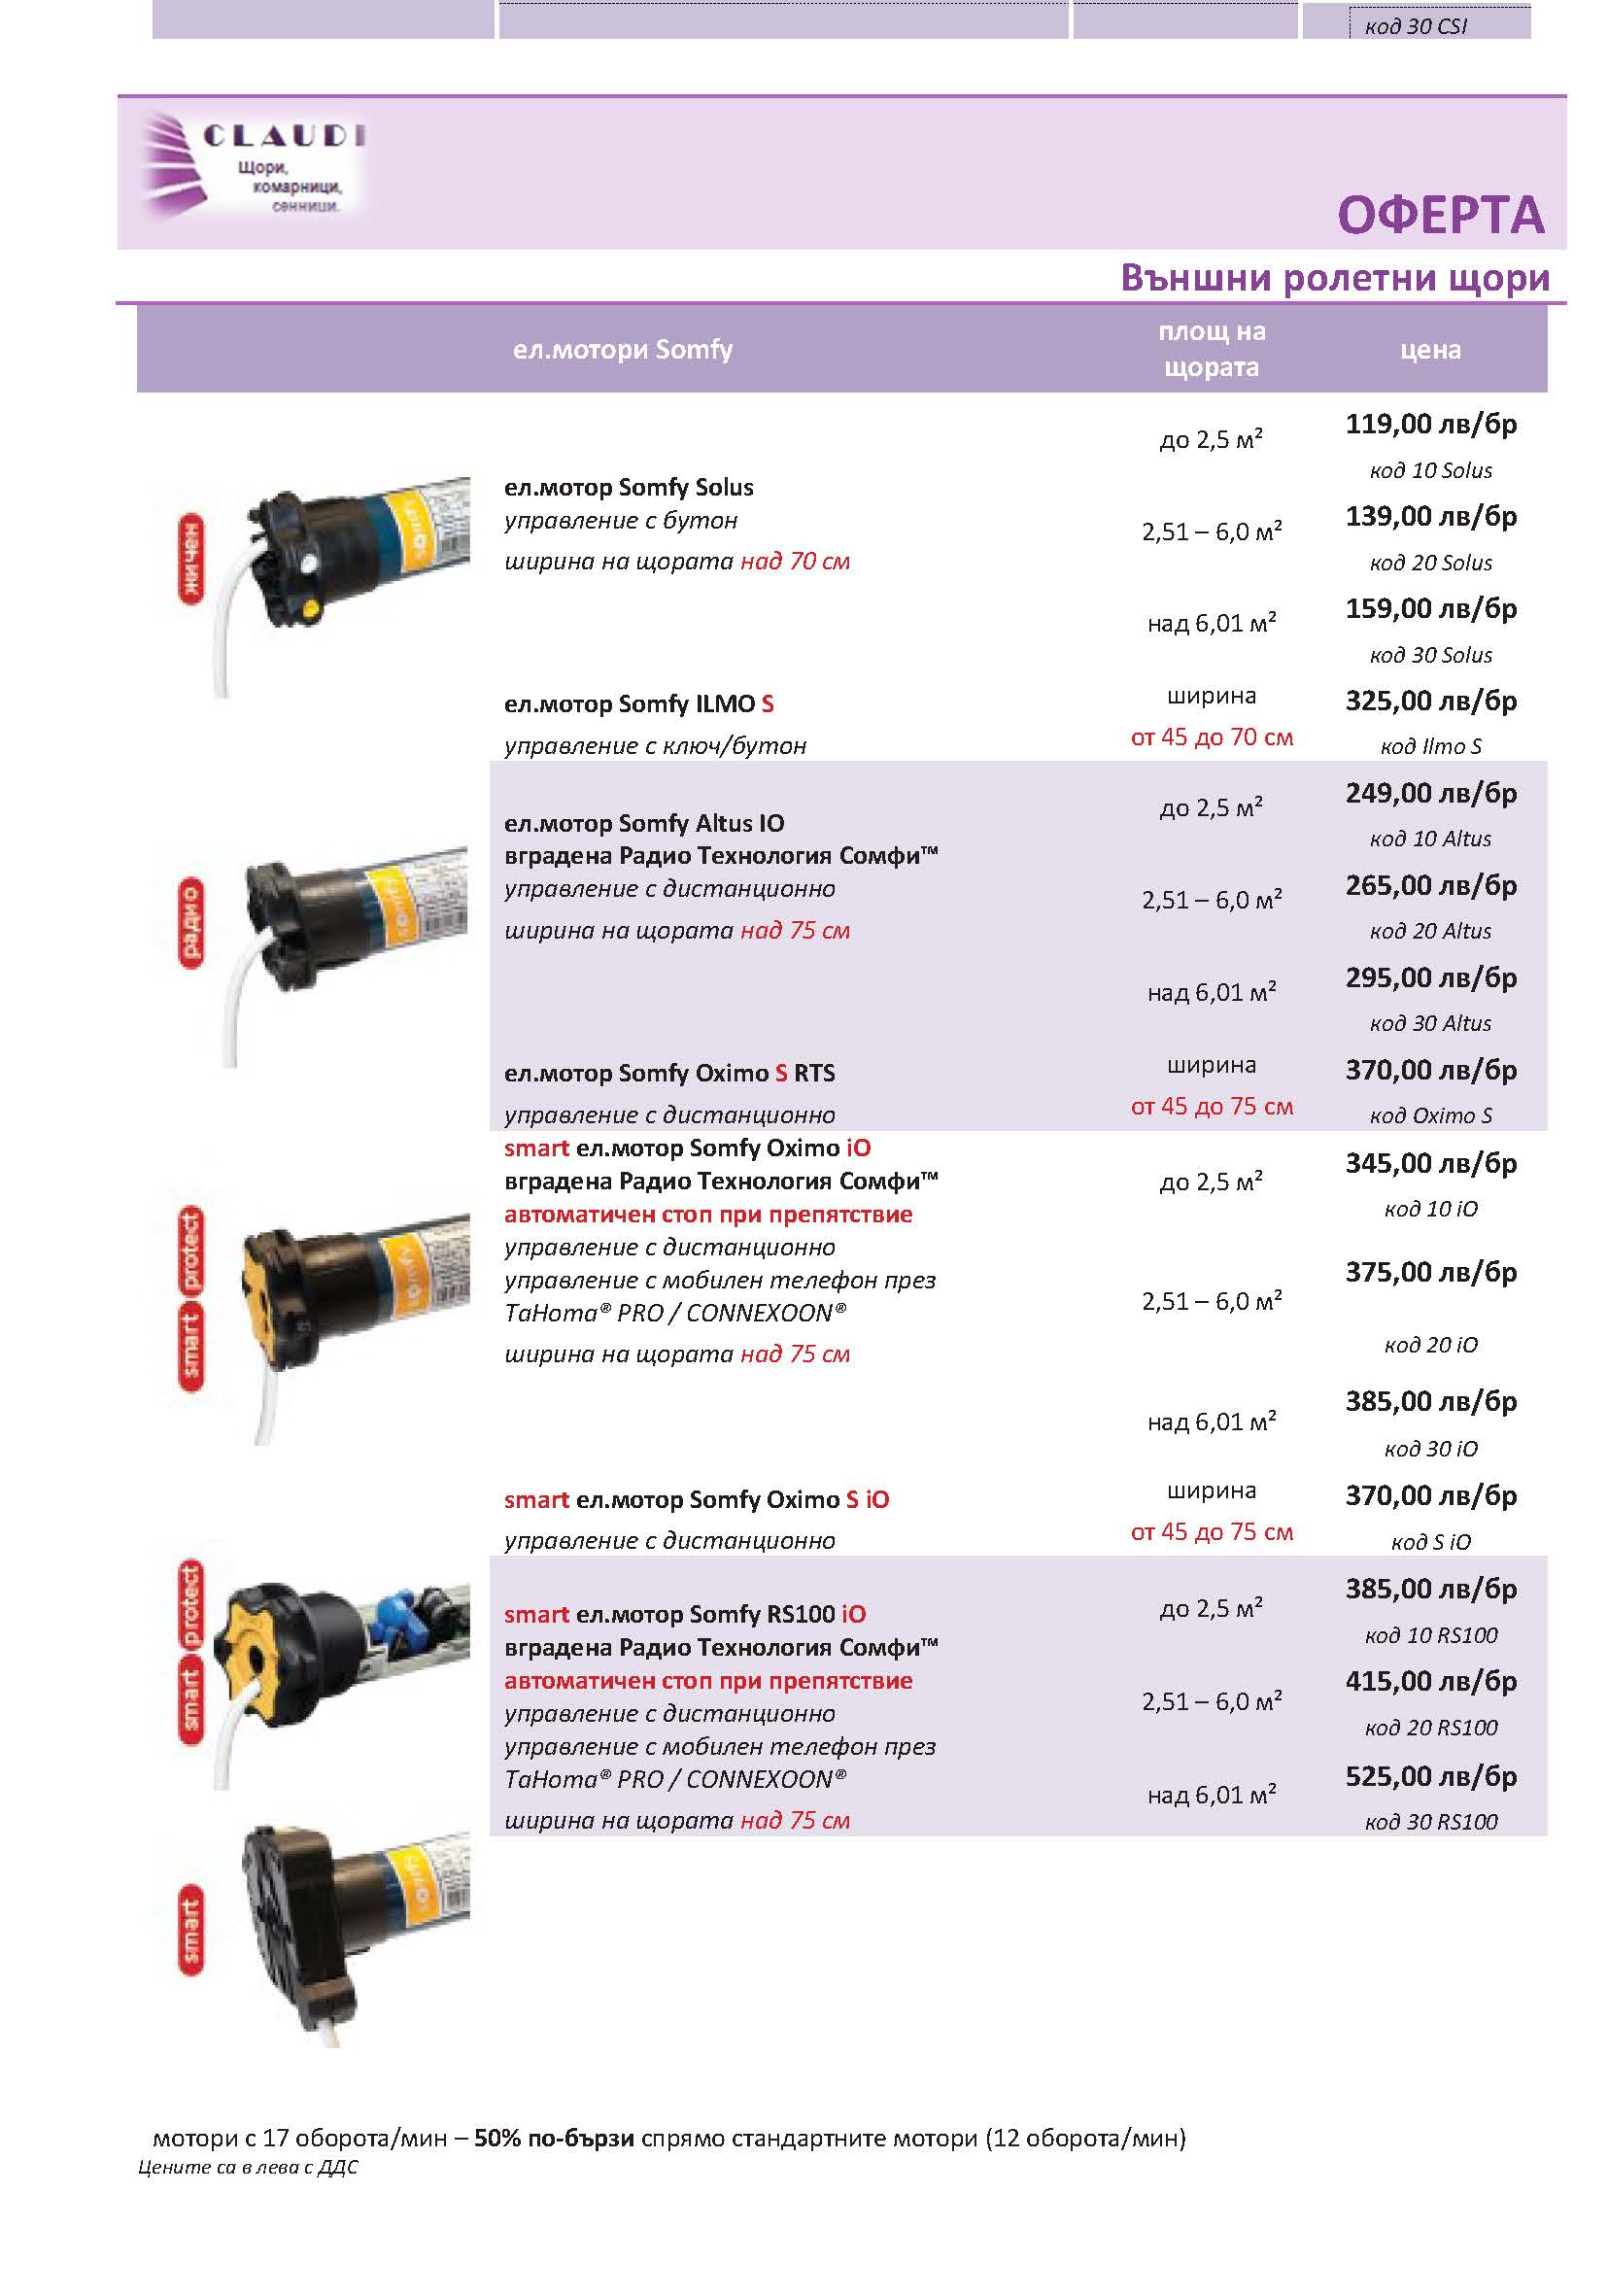 код 30 CSI
CLAUDI
Щори,
комарници,
сенници.
ОФЕРТА
Външни ролетни щори
ел.мотори Somfy
площ на
щората
цена
жичен
ел.мотор Somfy Solus
управление с бутон
ширина на щората над 70 см
до 2,5 м²
119,00 лв/бр
код 10 Solus
2,51 – 6,0 м²
139,00 лв/бр
код 20 Solus
над 6,01 м²
159,00 лв/бр
код 30 Solus
ел.мотор Somfy ILMO S
управление с ключ/бутон
ширина
от 45 до 70 см
325,00 лв/бр
код Ilmo S
радио
ел.мотор Somfy Altus IO
вградена Радио Технология Сомфи™
управление с дистанционно
ширина на щората над 75 см
до 2,5 м²
249,00 лв/бр
код 10 Altus
2,51 – 6,0 м²
265,00 лв/бр
код 20 Altus
над 6,01 м²
295,00 лв/бр
код 30 Altus
ел.мотор Somfy Oximo S RTS
управление с дистанционно
ширина
от 45 до 75 см
370,00 лв/бр
код Oximo S
smart protect
smart ел.мотор Somfy Oximo iO
вградена Радио Технология Сомфи™
автоматичен стоп при препятствие
управление с дистанционно
управление с мобилен телефон през
TaHoma® PRO / CONNEXOON®
ширина на щората над 75 см
до 2,5 м²
345,00 лв/бр
код 10 iO
2,51 – 6,0 м²
375,00 лв/бр
код 20 iO
над 6,01 м²
385,00 лв/бр
код 30 iO
smart ел.мотор Somfy Oximo S iO
управление с дистанционно
ширина
от 45 до 75 см
370,00 лв/бр
код S iO
smart protect
smart ел.мотор Somfy RS100 iO
вградена Радио Технология Сомфи™
автоматичен стоп при препятствие
управление с дистанционно
управление с мобилен телефон през
TaHoma® PRO / CONNEXOON®
ширина на щората над 75 см
до 2,5 м²
385,00 лв/бр
код 10 RS100
2,51 – 6,0 м²
415,00 лв/бр
код 20 RS100
над 6,01 м²
525,00 лв/бр
код 30 RS100
smart
мотори с 17 оборота/мин – 50% по-бързи спрямо стандартните мотори (12 оборота/мин)
Цените са в лева с ДДС